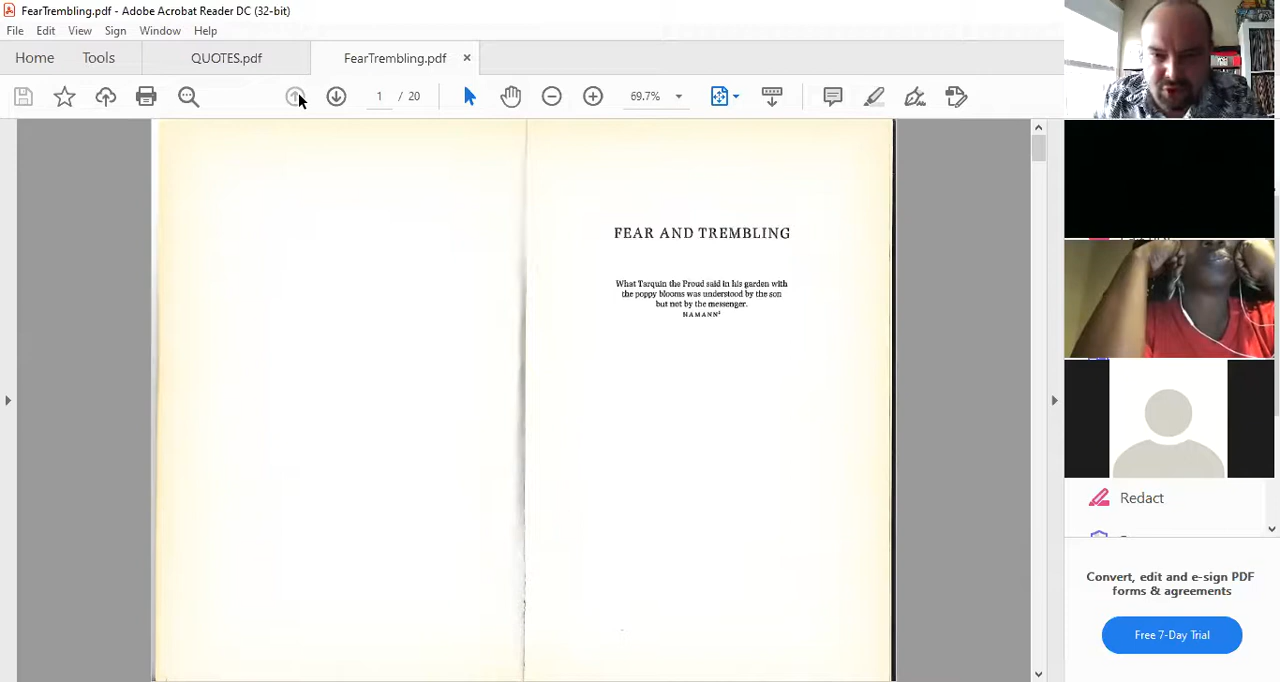 FearTrembling.pdf - Adobe Acrobat Reader DC (32-bit)
File Edit View Sign Window Help
Home Tools QUOTES.pdf FearTrembling.pdf ×
1 / 20 69.7%
FEAR AND TREMBLING
What Tarquin the Proud said in his garden with
the poppy blooms was understood by the son
but not by the messenger.
HAMANN¹
Redact
Convert, edit and e-sign PDF
forms & agreements
Free 7-Day Trial